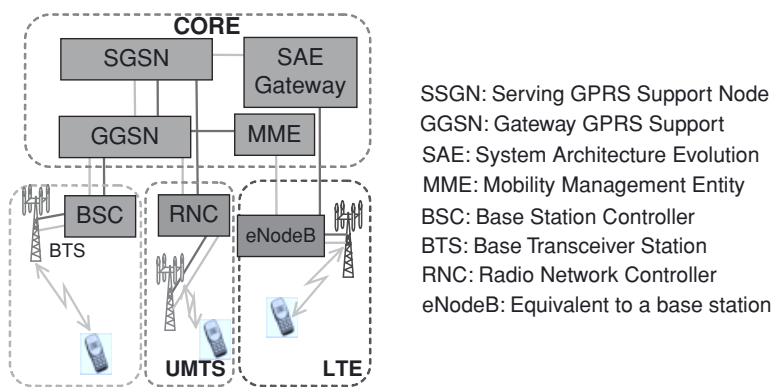 CORE
SGSN
SAE
Gateway
GGSN
MME
BSC
RNC
eNodeB
BTS
UMTS
LTE
SSGN: Serving GPRS Support Node
GGSN: Gateway GPRS Support
SAE: System Architecture Evolution
MME: Mobility Management Entity
BSC: Base Station Controller
BTS: Base Transceiver Station
RNC: Radio Network Controller
eNodeB: Equivalent to a base station